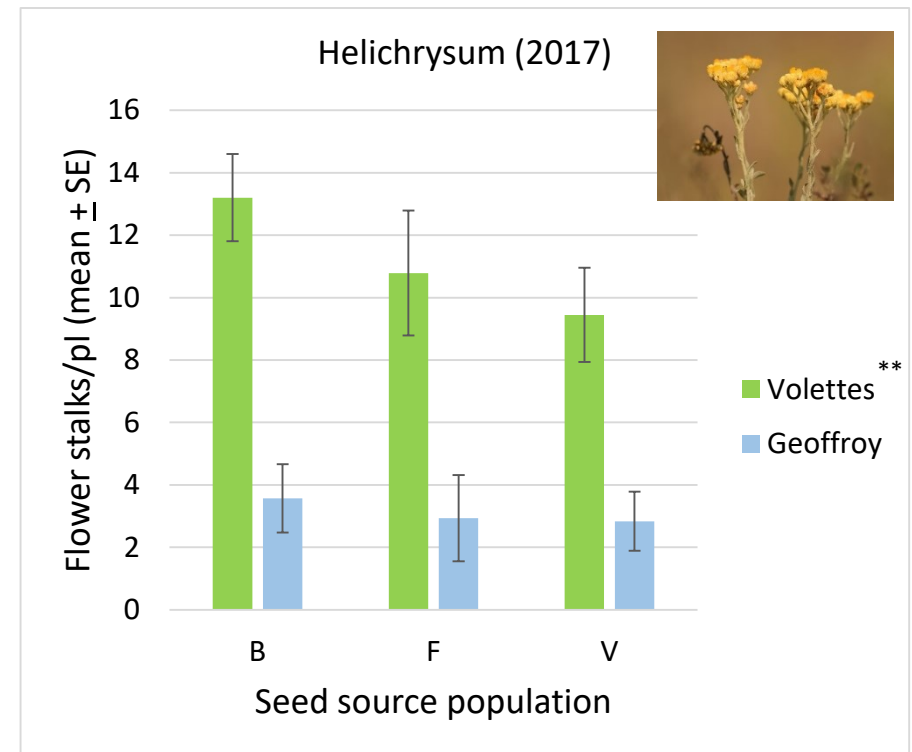 Helichrysum (2017)
Flower stalks/pl (mean ± SE)
16
14
12
10
8
6
4
2
0
B F V
Seed source population
Volettes**
Geoffroy